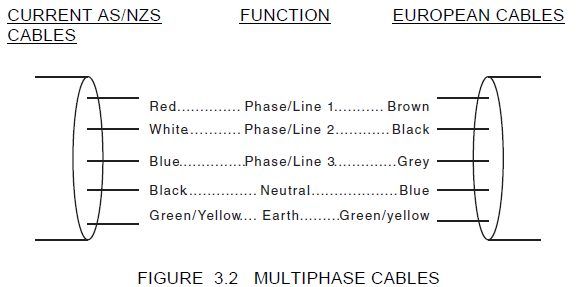 CURRENT AS/NZS CABLES FUNCTION EUROPEAN CABLES
Red.............. Phase/Line 1........... Brown
White............ Phase/Line 2............ Black
Blue...............Phase/Line 3.............Grey
Black............... Neutral................... Blue
Green/Yellow.... Earth.........Green/yellow
FIGURE 3.2 MULTIPHASE CABLES